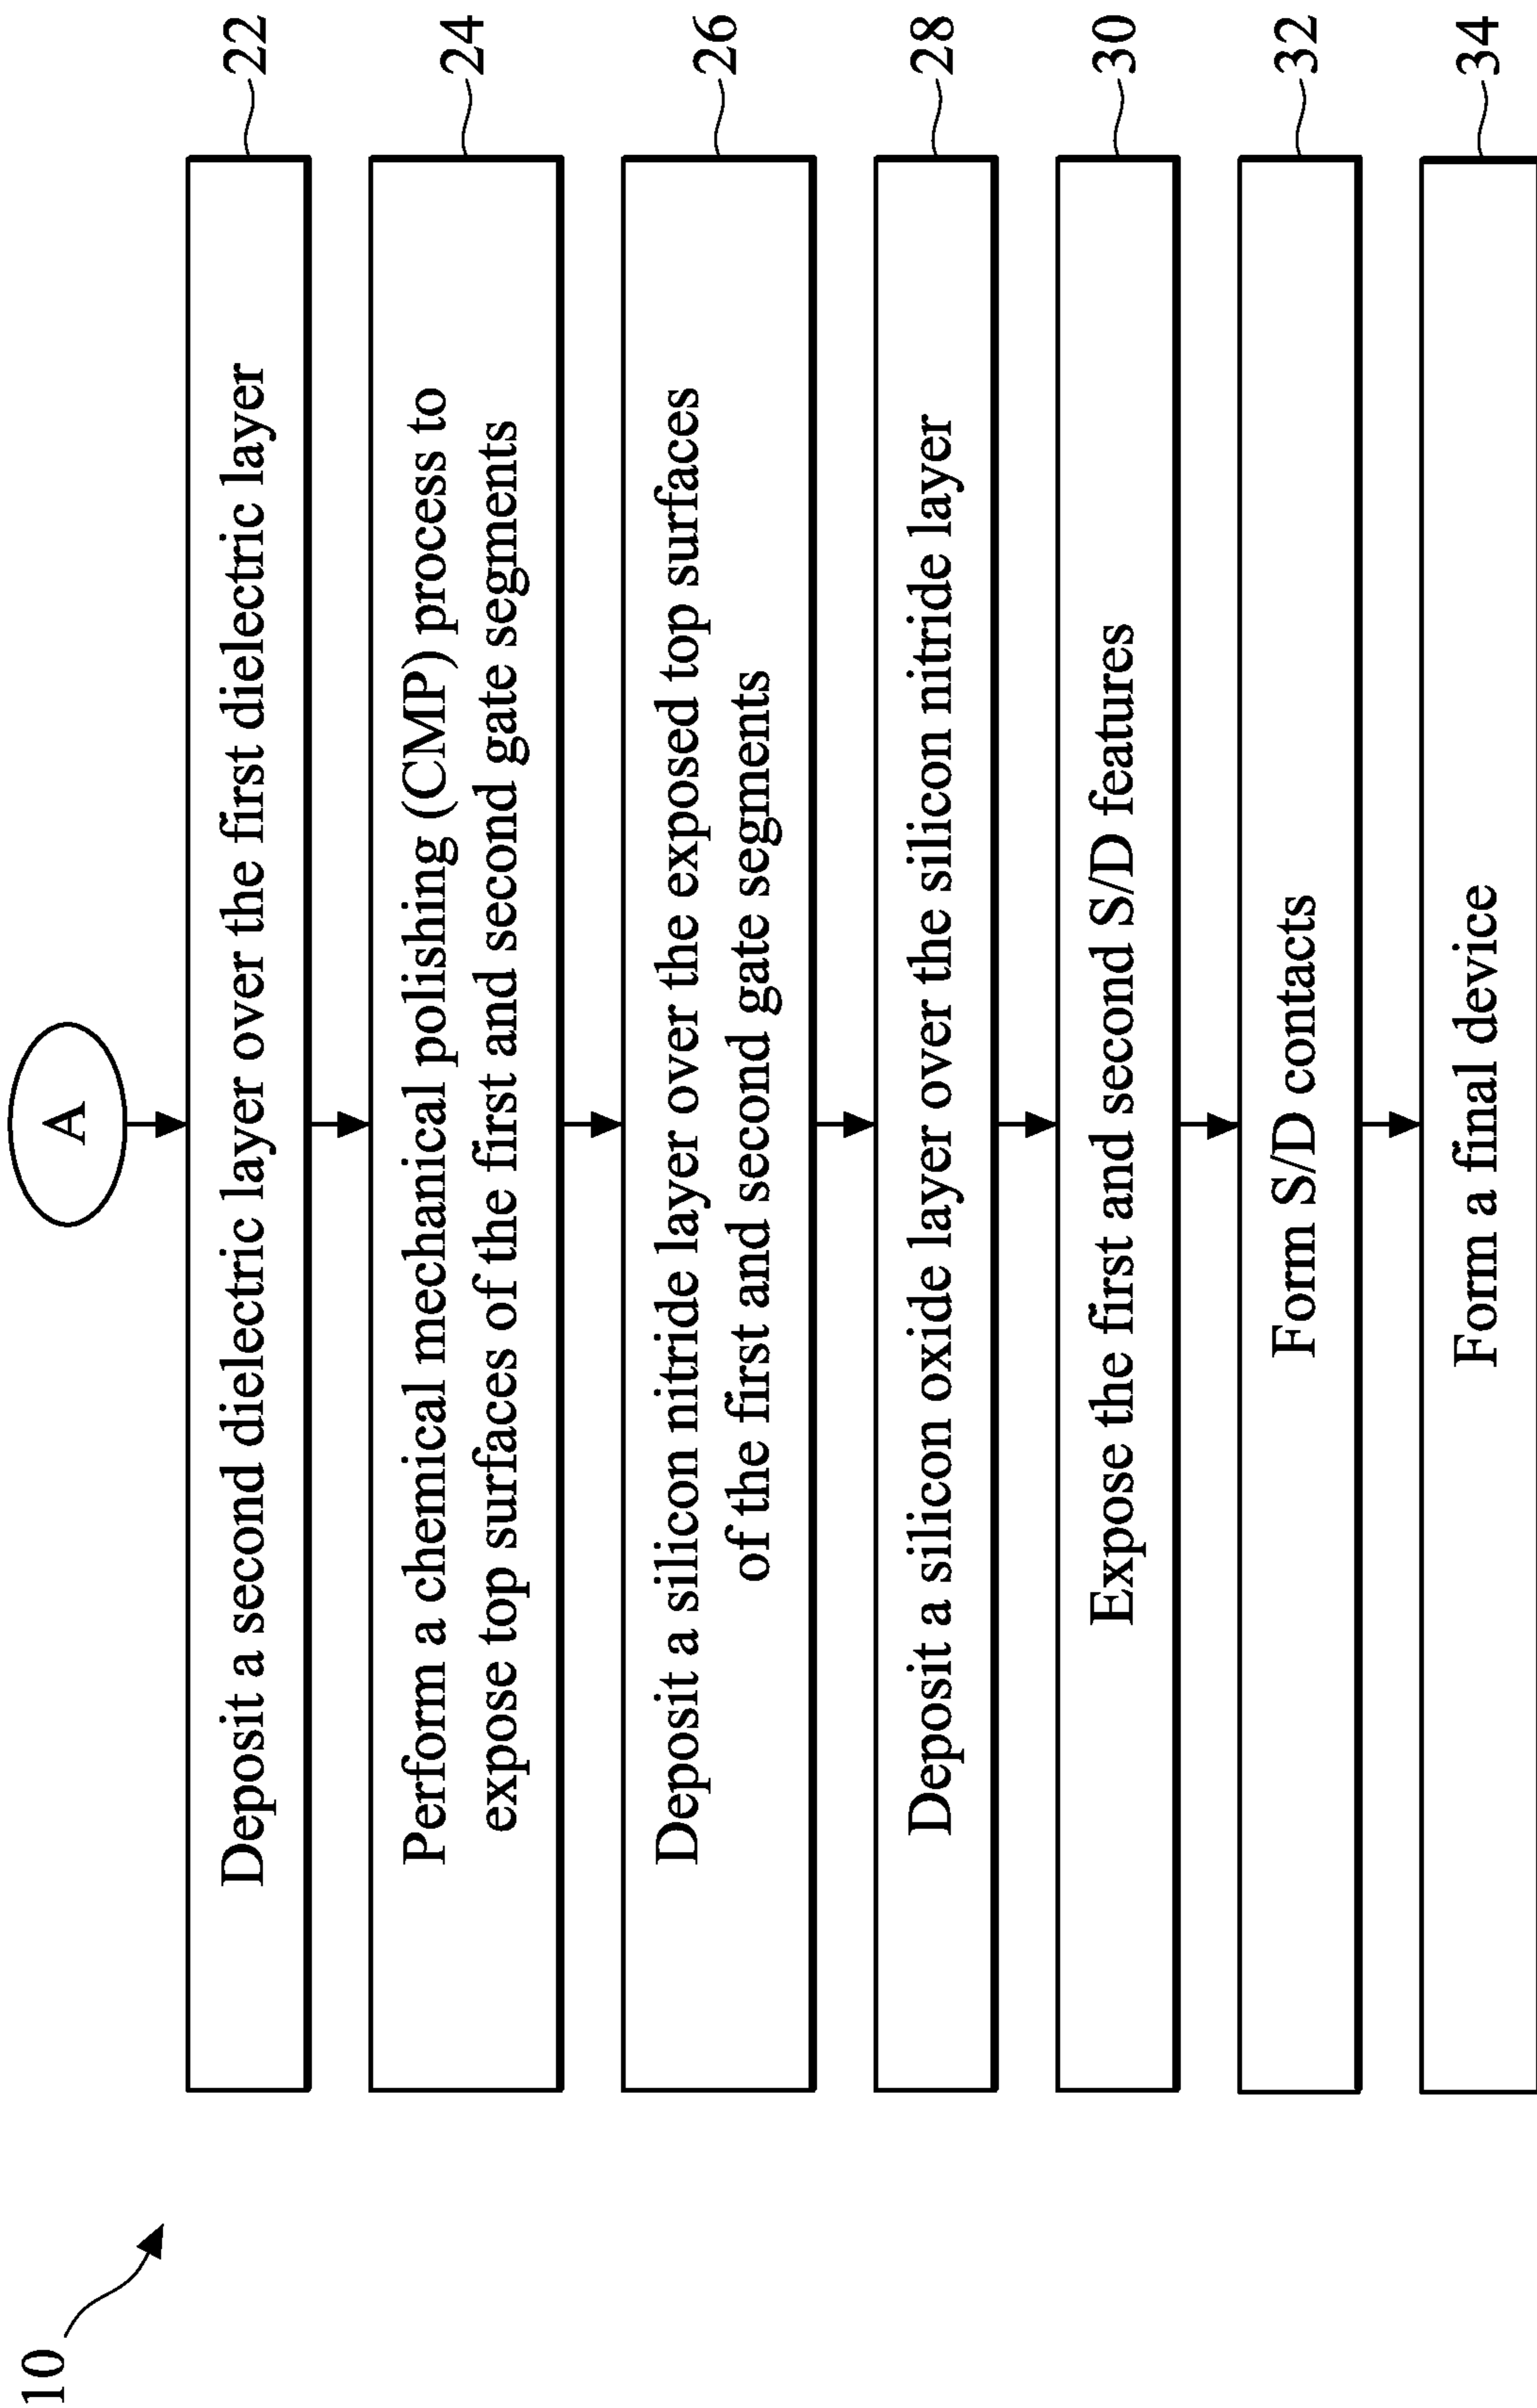 10
A
Deposit a second dielectric layer over the first dielectric layer
22
Perform a chemical mechanical polishing (CMP) process to
expose top surfaces of the first and second gate segments
24
Deposit a silicon nitride layer over the exposed top surfaces
of the first and second gate segments
26
Deposit a silicon oxide layer over the silicon nitride layer
28
Expose the first and second S/D features
30
Form S/D contacts
32
Form a final device
34